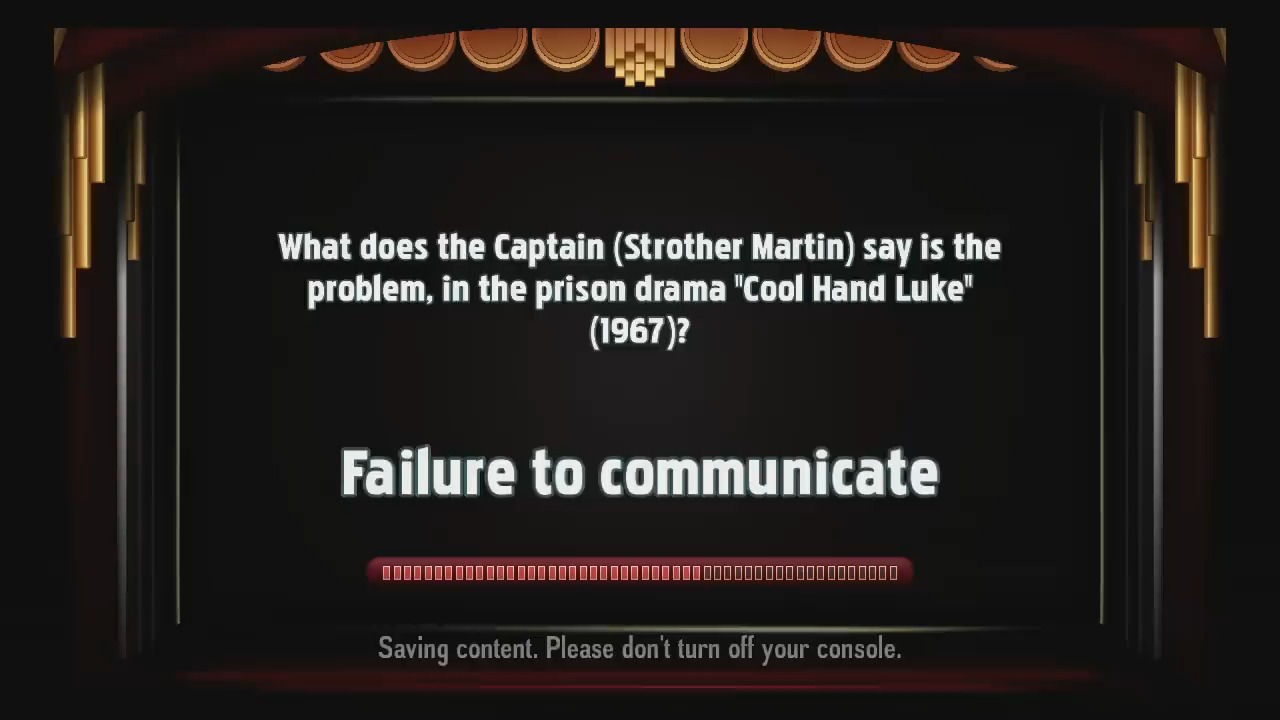 What does the Captain (Strother Martin) say is the
problem, in the prison drama "Cool Hand Luke"
(1967)?
Failure to communicate
Saving content. Please don't turn off your console.